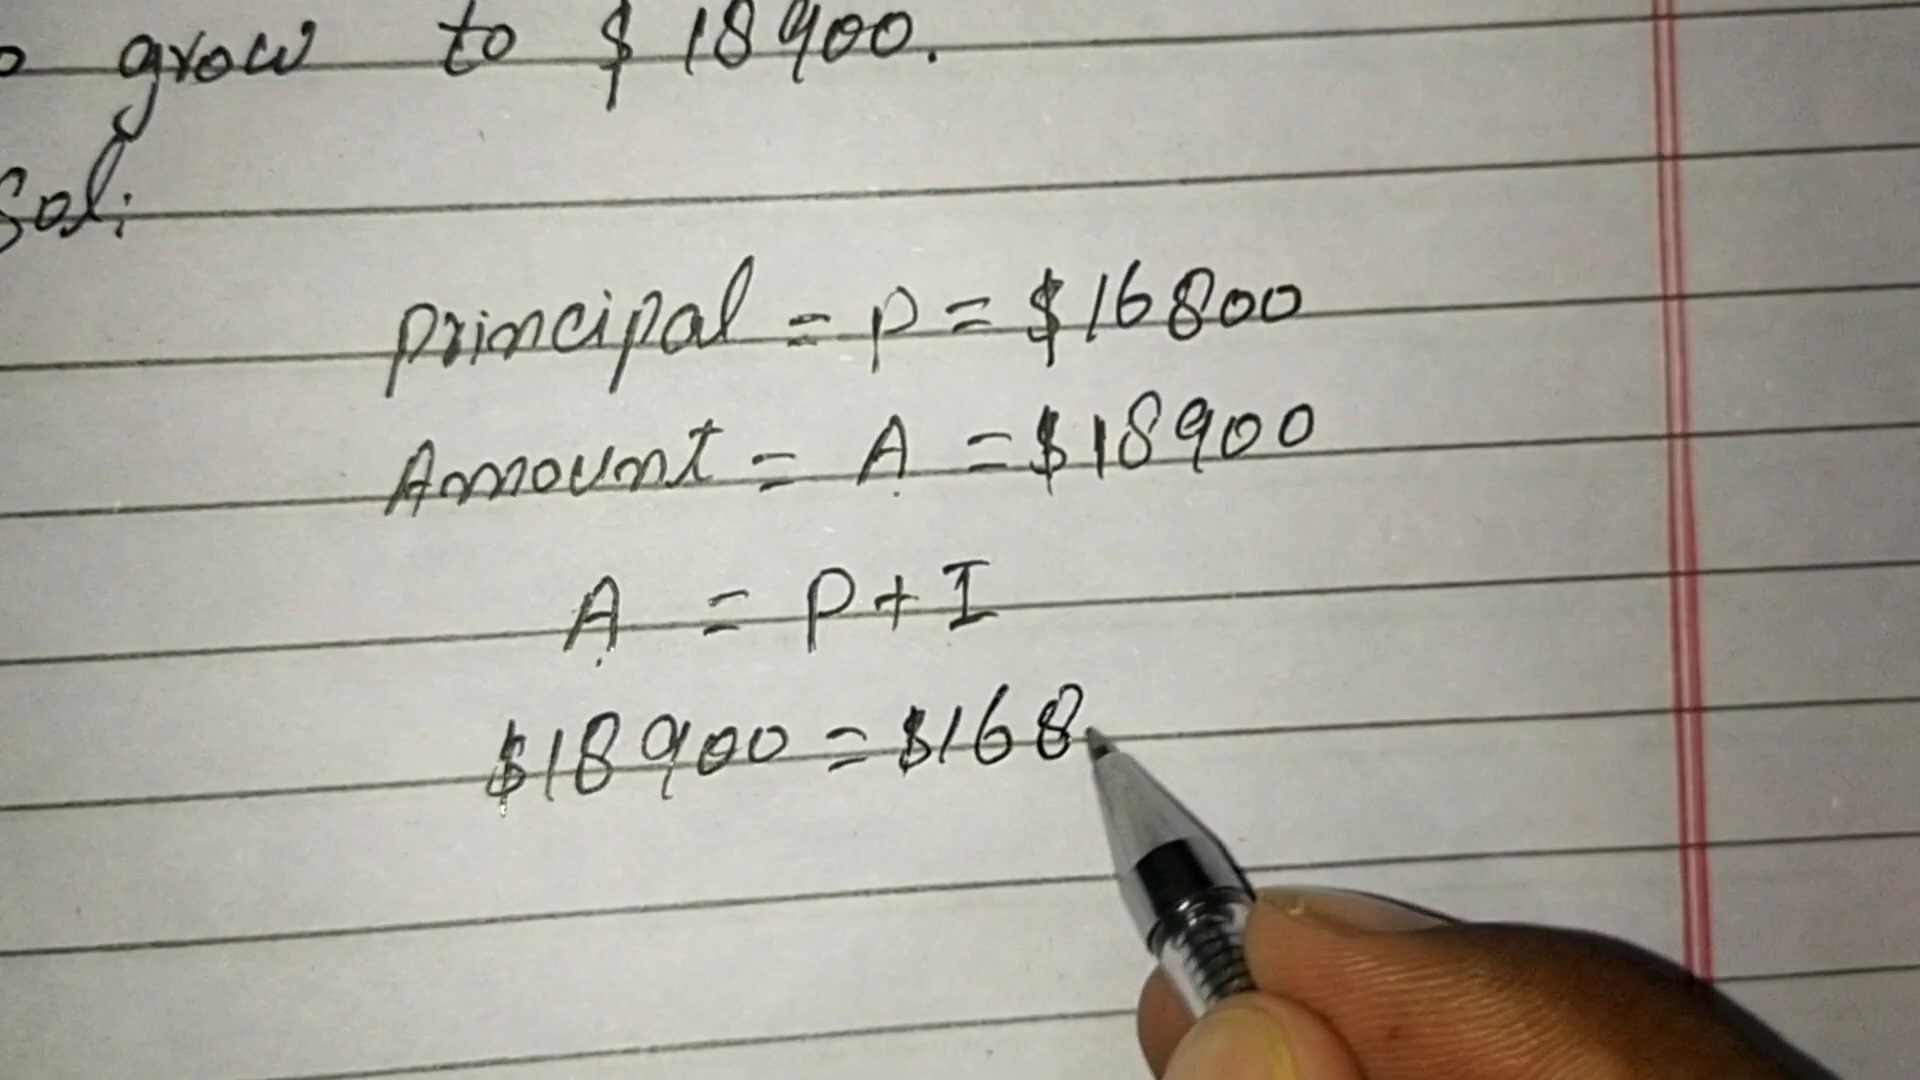 grow to $ 18900.
Sol:
principal = P = $16800
Amount = A = $18900
A = P + I
$18900 = $168